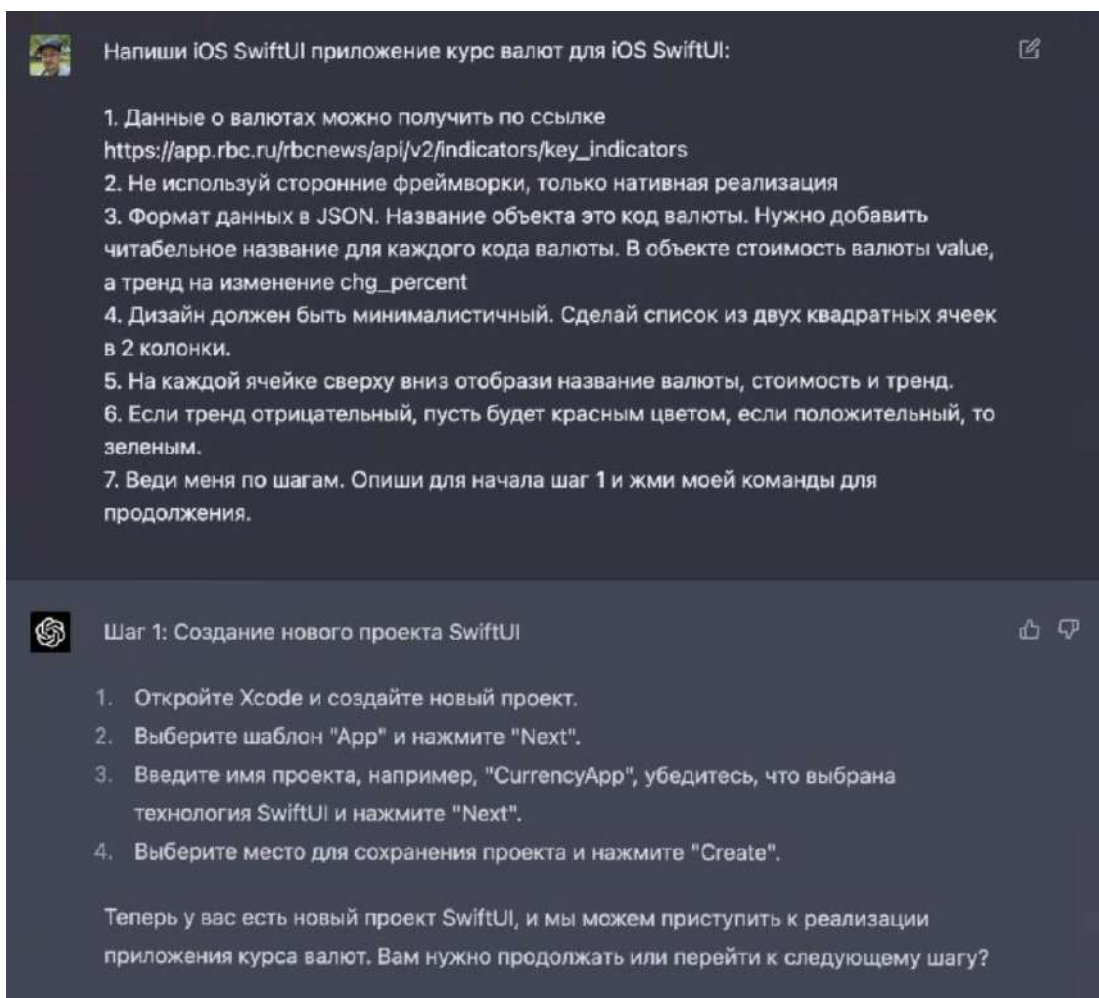 Напиши iOS SwiftUI приложение курс валют для iOS SwiftUI:
1. Данные о валютах можно получить по ссылке
https://app.rbc.ru/rbcnews/api/v2/indicators/key_indicators
2. Не используй сторонние фреймворки, только нативная реализация
3. Формат данных в JSON. Название объекта это код валюты. Нужно добавить
читабельное название для каждого кода валюты. В объекте стоимость валюты value,
а тренд на изменение chg_percent
4. Дизайн должен быть минималистичный. Сделай список из двух квадратных ячеек
в 2 колонки.
5. На каждой ячейке сверху вниз отобрази название валюты, стоимость и тренд.
6. Если тренд отрицательный, пусть будет красным цветом, если положительный, то
зеленым.
7. Веди меня по шагам. Опиши для начала шаг 1 и жми моей команды для
продолжения.
Шаг 1: Создание нового проекта SwiftUI
1. Откройте Xcode и создайте новый проект.
2. Выберите шаблон "App" и нажмите "Next".
3. Введите имя проекта, например, "CurrencyApp", убедитесь, что выбрана
технология SwiftUI и нажмите "Next".
4. Выберите место для сохранения проекта и нажмите "Create".
Теперь у вас есть новый проект SwiftUI, и мы можем приступить к реализации
приложения курса валют. Вам нужно продолжать или перейти к следующему шагу?